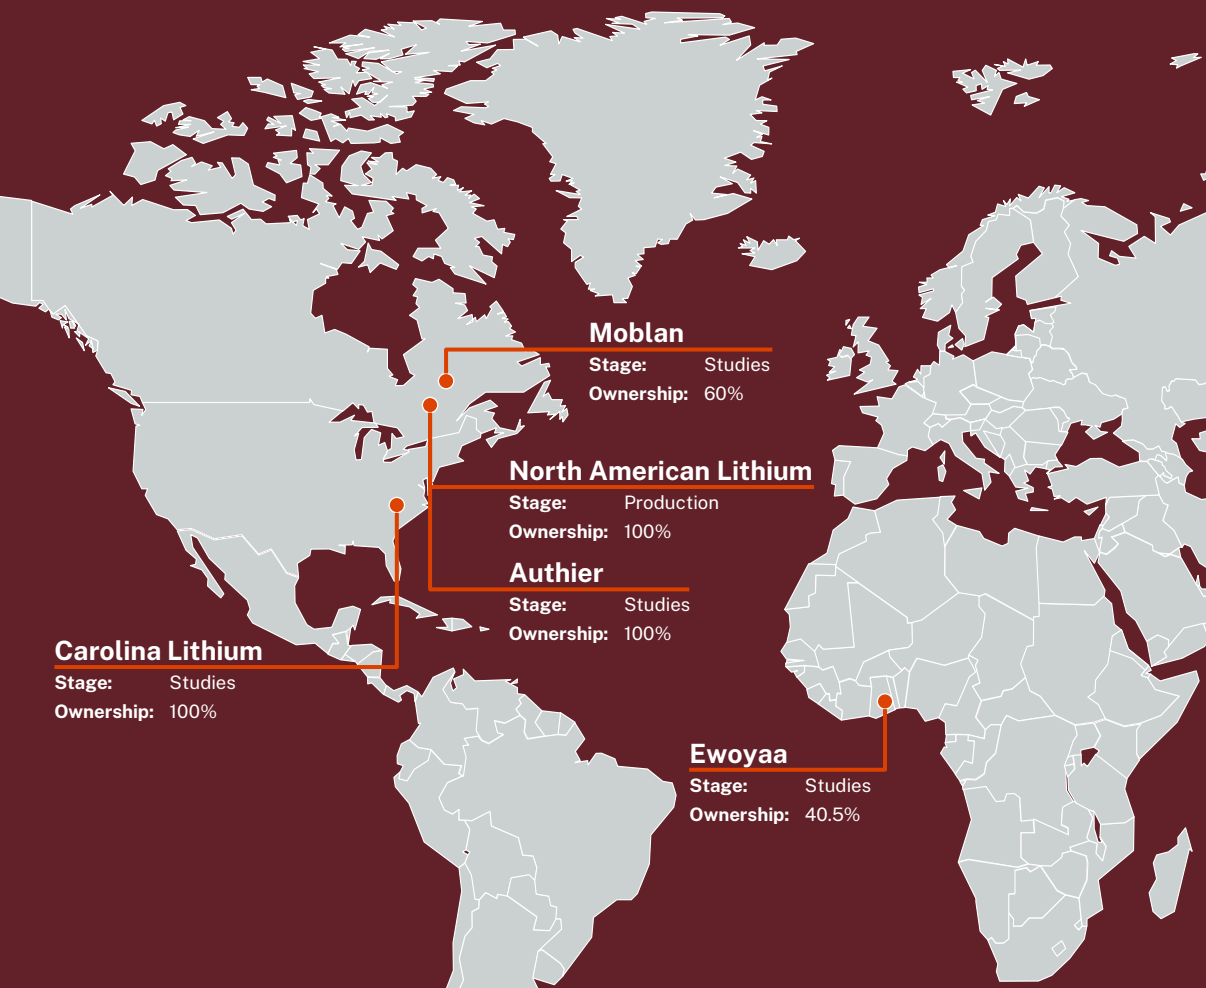 Moblan
Stage: Studies
Ownership: 60%
North American Lithium
Stage: Production
Ownership: 100%
Authier
Stage: Studies
Ownership: 100%
Carolina Lithium
Stage: Studies
Ownership: 100%
Ewoyaa
Stage: Studies
Ownership: 40.5%